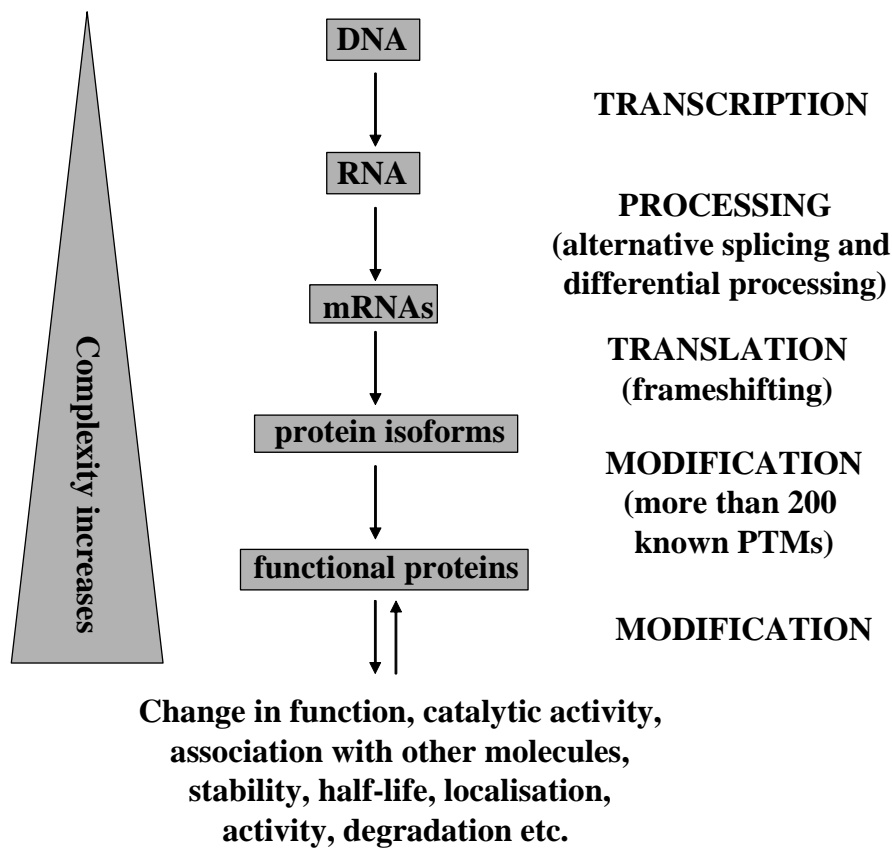 DNA
TRANSCRIPTION
RNA
PROCESSING
(alternative splicing and
differential processing)
mRNAs
TRANSLATION
(frameshifting)
protein isoforms
MODIFICATION
(more than 200
known PTMs)
functional proteins
MODIFICATION
Complexity increases
Change in function, catalytic activity,
association with other molecules,
stability, half-life, localisation,
activity, degradation etc.